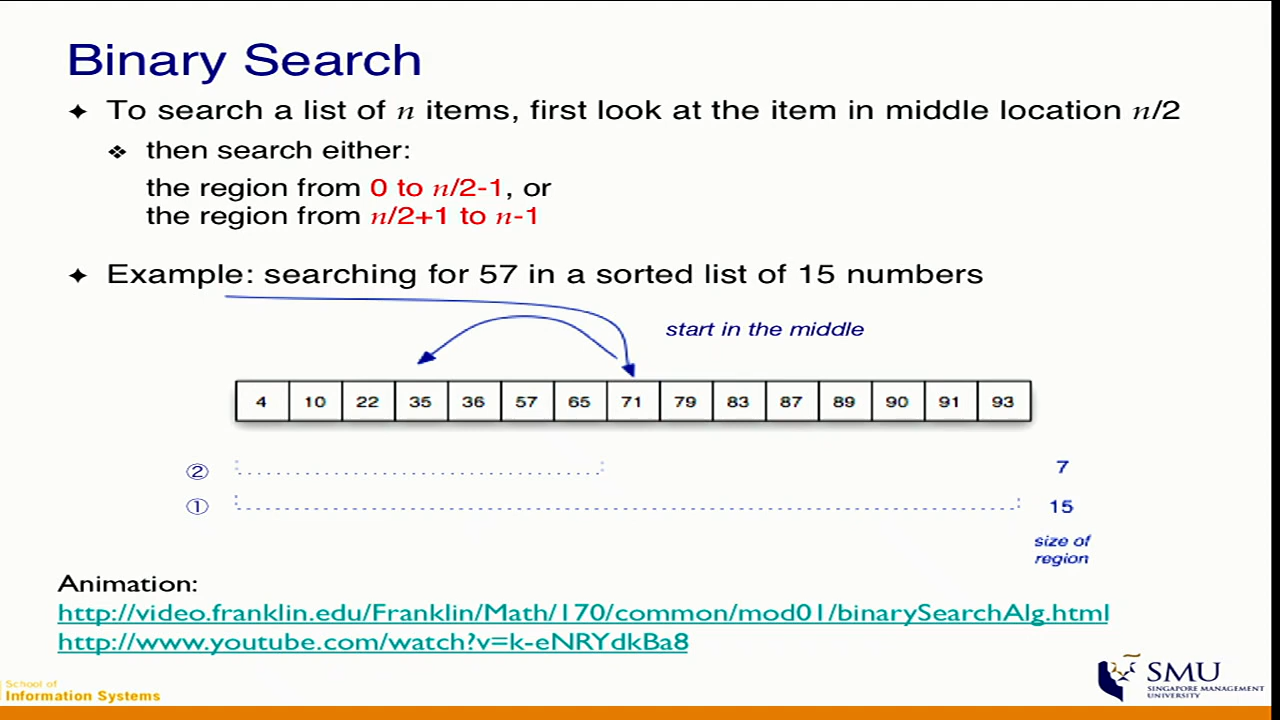 Binary Search
✦ To search a list of n items, first look at the item in middle location n/2
❖ then search either:
the region from 0 to n/2-1, or
the region from n/2+1 to n-1
✦ Example: searching for 57 in a sorted list of 15 numbers
start in the middle
4 10 22 35 36 57 65 71 79 83 87 89 90 91 93
② 7
① 15
size of
region
Animation:
http://video.franklin.edu/Franklin/Math/170/common/mod01/binarySearchAlg.html
http://www.youtube.com/watch?v=k-eNRYdkBa8
School of
Information Systems
SMU
SINGAPORE MANAGEMENT
UNIVERSITY